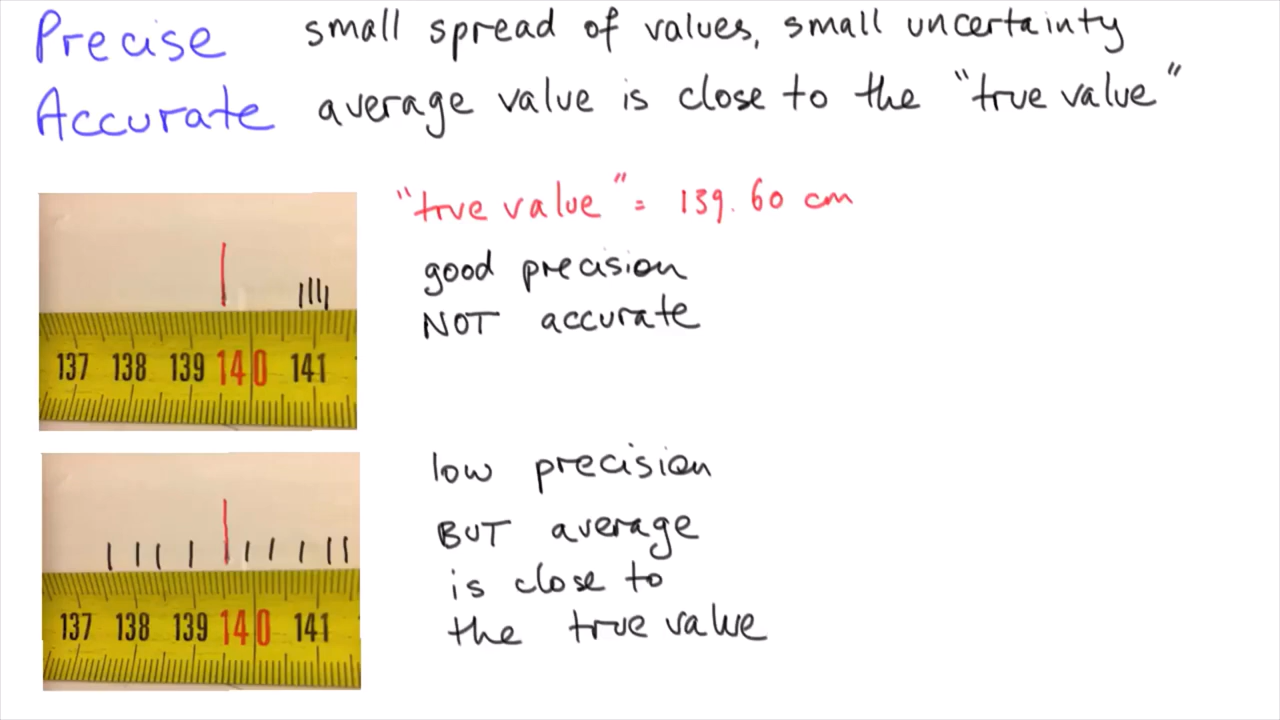 Precise small spread of values, small uncertainty
Accurate average value is close to the "true value"
"true value" = 139.60 cm
good precision
NOT accurate
137 138 139 140 141
low precision
BUT average
is close to
the true value
137 138 139 140 141